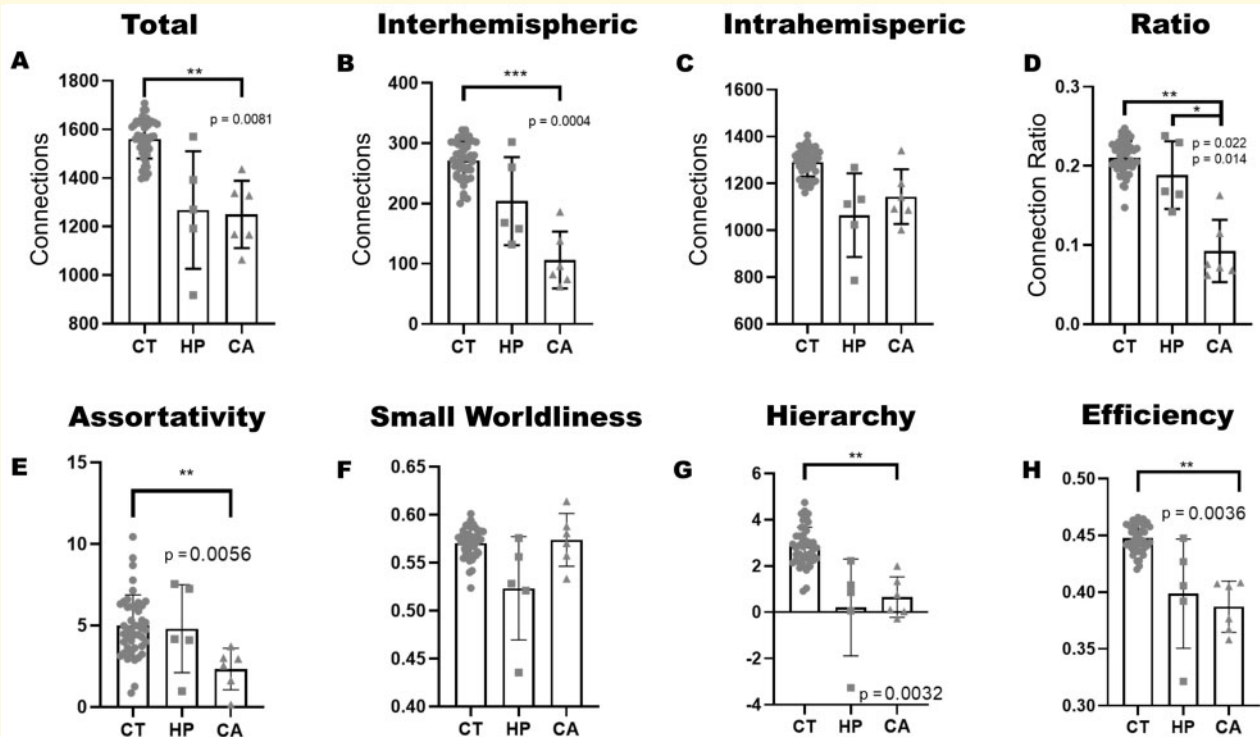 Total
A
Connections
1800
1600
1400
1200
1000
800
**
p = 0.0081
CT HP CA
Interhemispheric
B
Connections
400
300
200
100
0
***
p = 0.0004
CT HP CA
Intrahemisperic
C
Connections
1600
1400
1200
1000
800
600
CT HP CA
Ratio
D
Connection Ratio
0.3
0.2
0.1
0.0
**
*
p = 0.022
p = 0.014
CT HP CA
Assortativity
E
15
10
5
0
**
p = 0.0056
CT HP CA
Small Worldliness
F
0.65
0.60
0.55
0.50
0.45
0.40
CT HP CA
Hierarchy
G
6
4
2
0
-2
-4
**
p = 0.0032
CT HP CA
Efficiency
H
0.50
0.45
0.40
0.35
0.30
**
p = 0.0036
CT HP CA